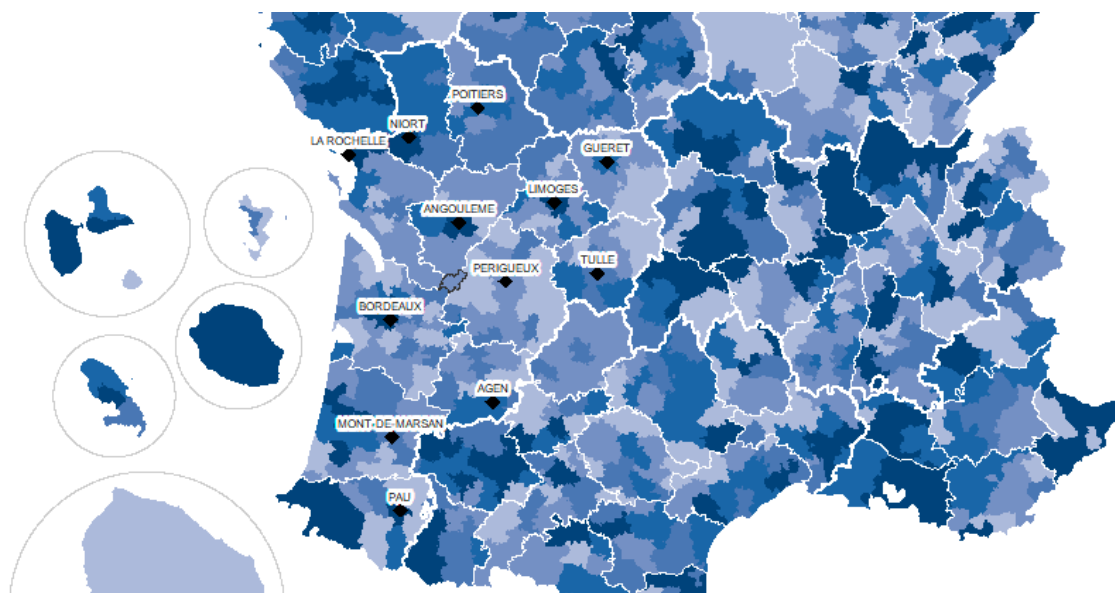 POITIERS
NIORT
LA ROCHELLE
GUERET
LIMOGES
ANGOULEME
PERIGUEUX
TULLE
BORDEAUX
AGEN
MONT-DE-MARSAN
PAU